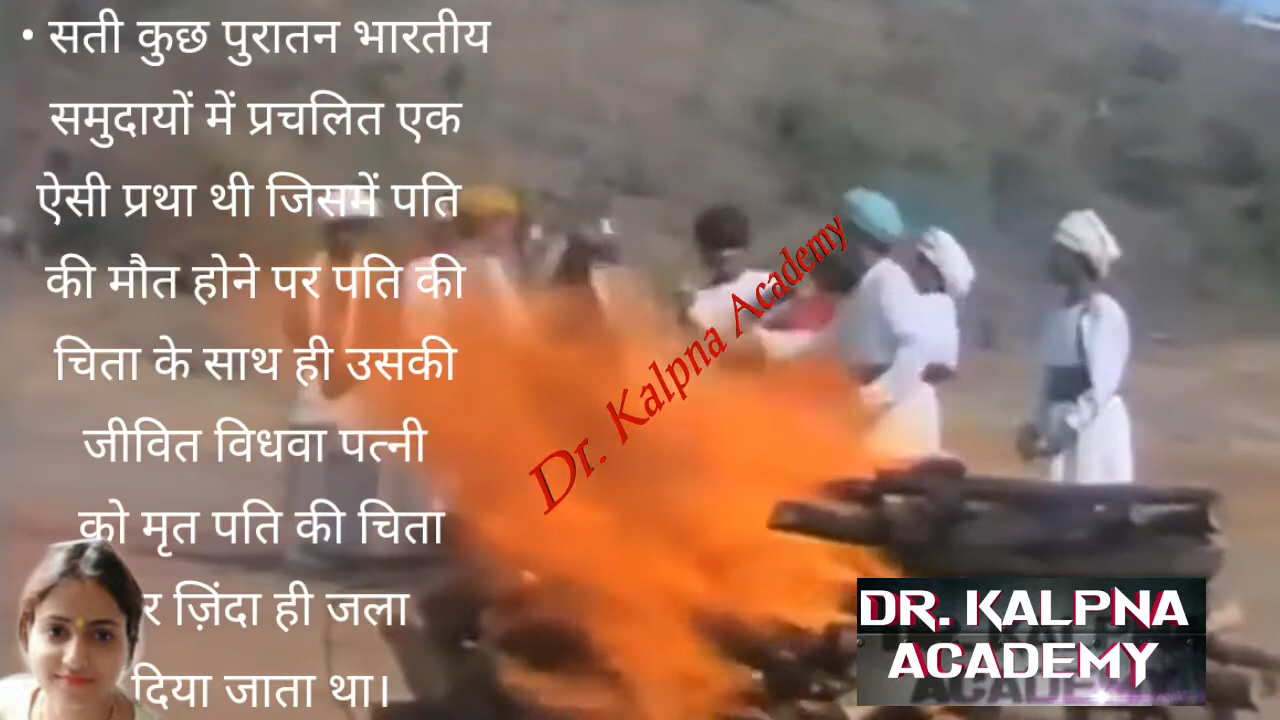 • सती कुछ पुरातन भारतीय
समुदायों में प्रचलित एक
ऐसी प्रथा थी जिसमें पति
की मौत होने पर पति की
चिता के साथ ही उसकी
जीवित विधवा पत्नी
को मृत पति की चिता
ज़िंदा ही जला
दिया जाता था।
Dr. Kalpna Academy
DR. KALPNA
ACADEMY